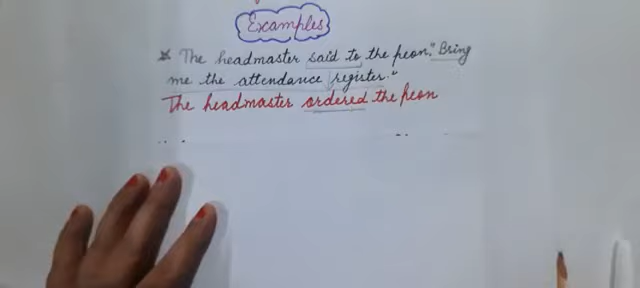 Examples
* The headmaster said to the peon, "Bring
me the attendance register."
The headmaster ordered the peon